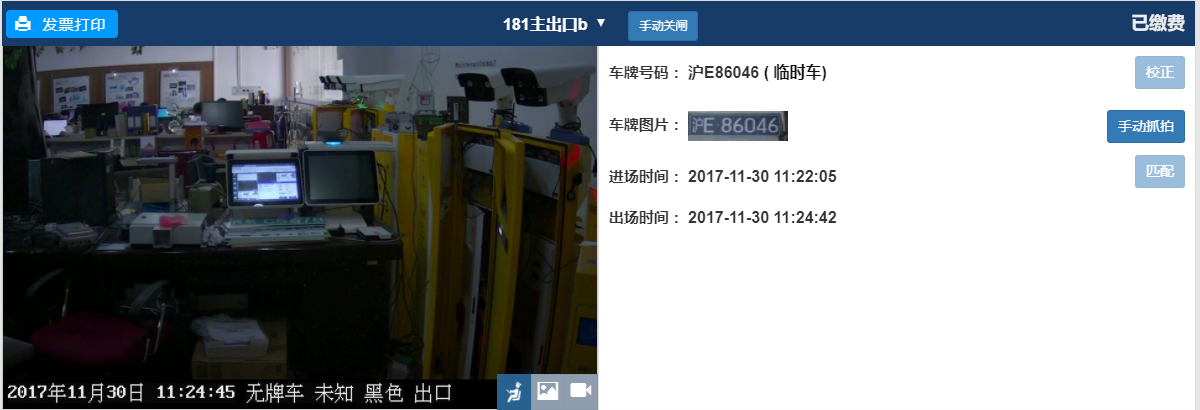 发票打印
181主出口b ▼
手动关闸
已缴费
车牌号码： 沪E86046 ( 临时车)
校正
车牌图片： 沪E 86046
手动抓拍
进场时间： 2017-11-30 11:22:05
匹配
出场时间： 2017-11-30 11:24:42
2017年11月30日 11:24:45 无牌车 未知 黑色 出口